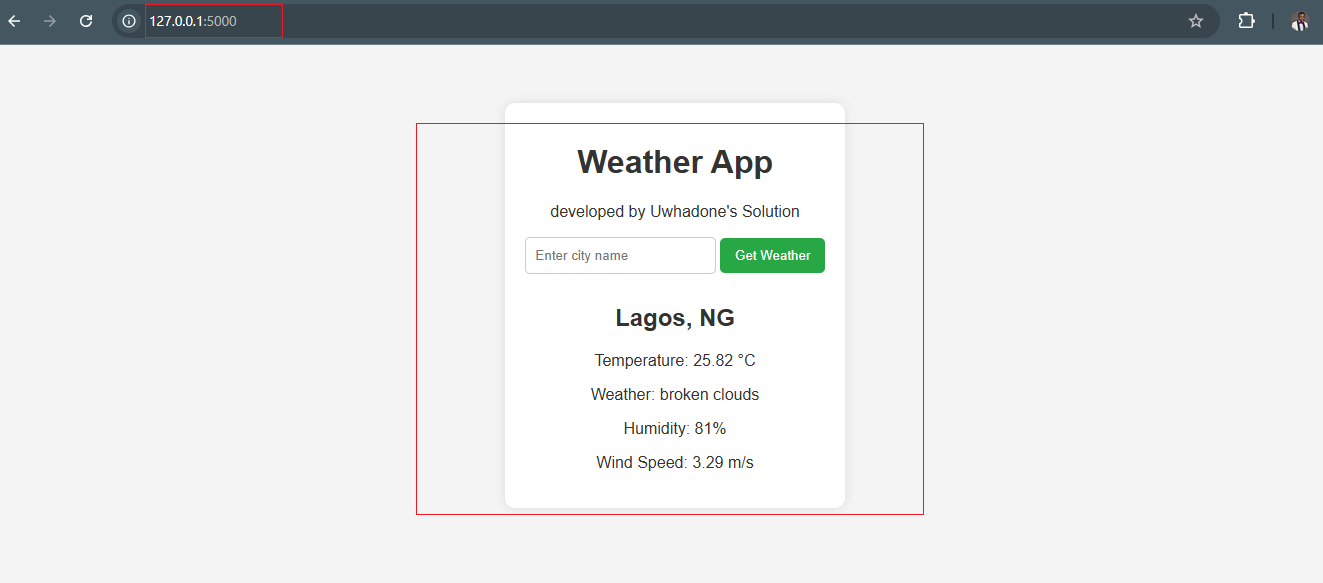 127.0.0.1:5000
Weather App
developed by Uwhadone's Solution
Enter city name Get Weather
Lagos, NG
Temperature: 25.82 °C
Weather: broken clouds
Humidity: 81%
Wind Speed: 3.29 m/s